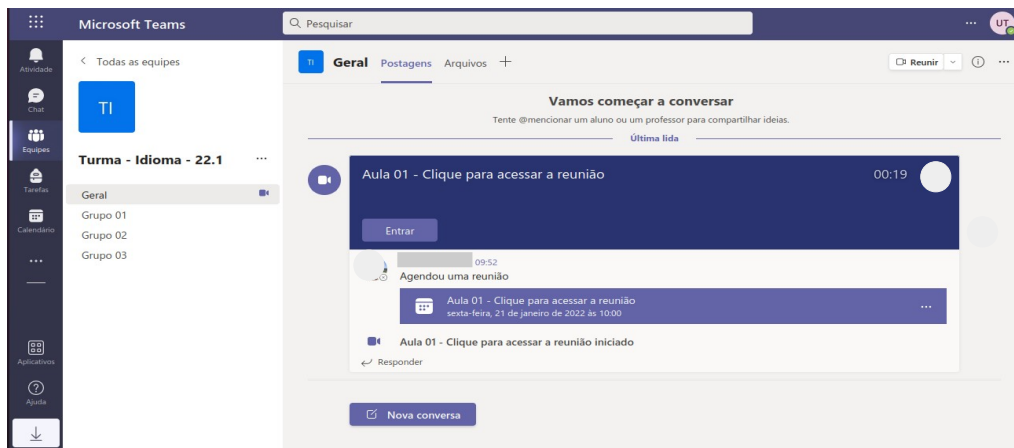 Microsoft Teams
Pesquisar
UT
Atividade
Chat
Equipes
Tarefas
Calendário
Aplicativos
Ajuda
Todas as equipes
TI
Turma - Idioma - 22.1
Geral
Grupo 01
Grupo 02
Grupo 03
TI Geral Postagens Arquivos
Reunir
Vamos começar a conversar
Tente @mencionar um aluno ou um professor para compartilhar ideias.
Última lida
Aula 01 - Clique para acessar a reunião 00:19
Entrar
09:52
Agendou uma reunião
Aula 01 - Clique para acessar a reunião
sexta-feira, 21 de janeiro de 2022 às 10:00
Aula 01 - Clique para acessar a reunião iniciado
Responder
Nova conversa